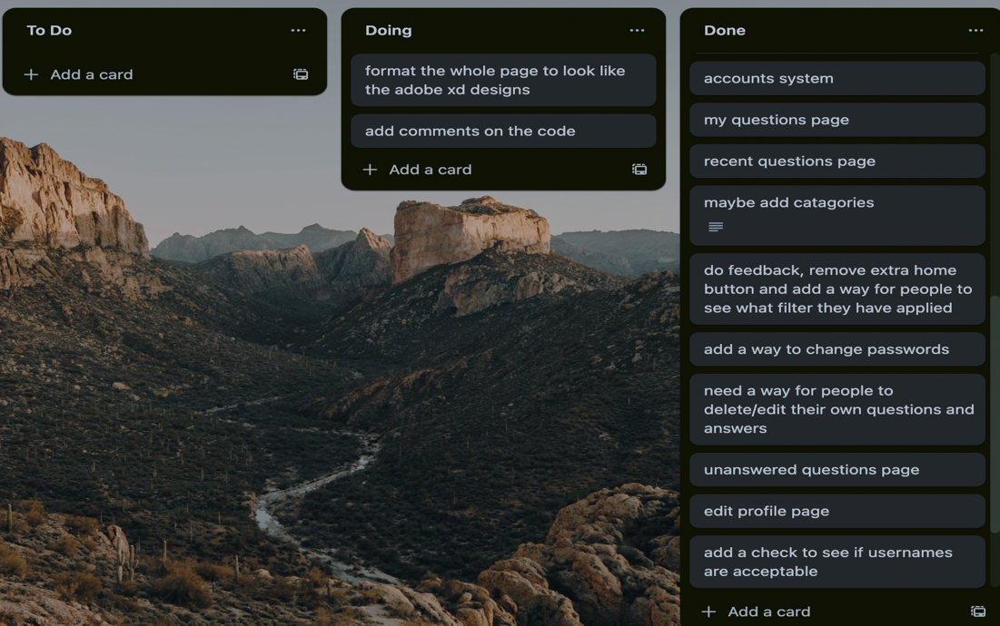 To Do
Add a card
Doing
format the whole page to look like
the adobe xd designs
add comments on the code
Add a card
Done
accounts system
my questions page
recent questions page
maybe add catagories
do feedback, remove extra home
button and add a way for people to
see what filter they have applied
add a way to change passwords
need a way for people to
delete/edit their own questions and
answers
unanswered questions page
edit profile page
add a check to see if usernames
are acceptable
Add a card